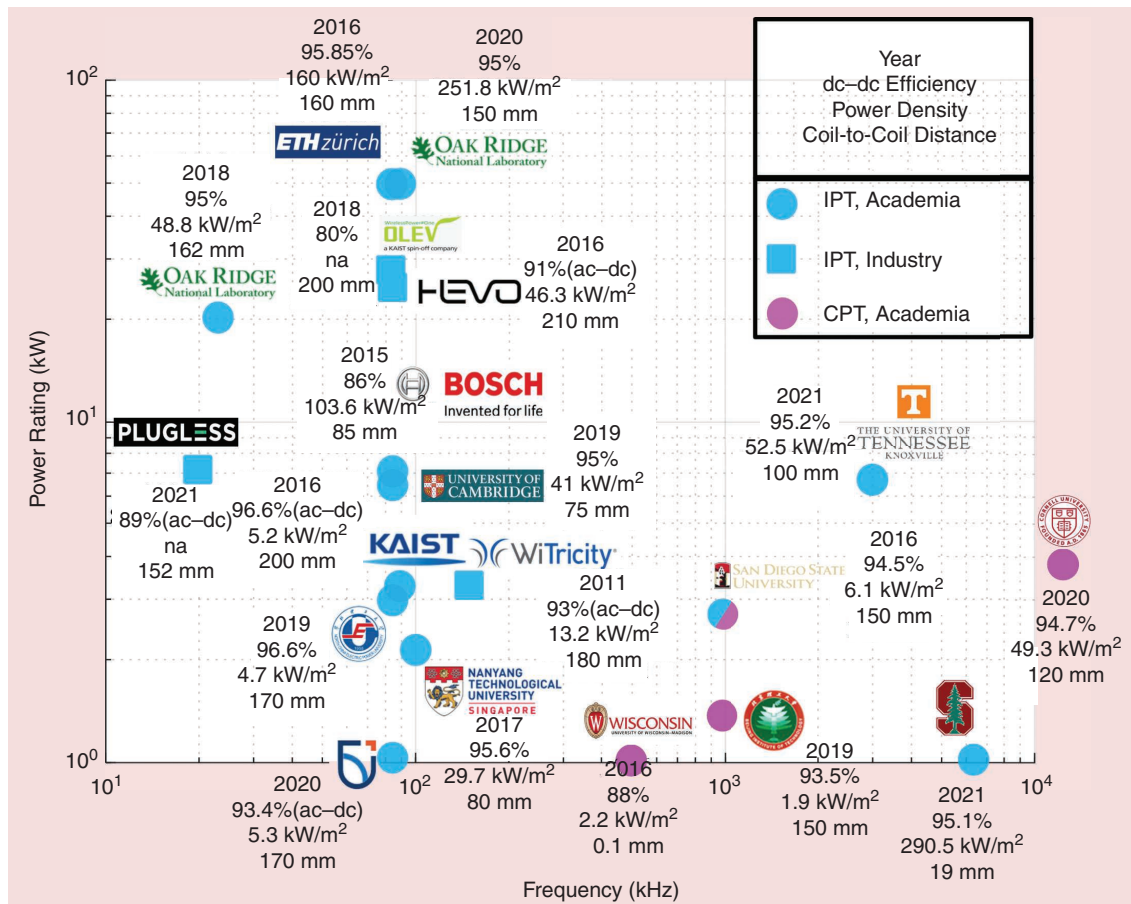 2016
95.85%
160 kW/m²
160 mm
ETH zürich
2020
95%
251.8 kW/m²
150 mm
OAK RIDGE
National Laboratory
Year
dc–dc Efficiency
Power Density
Coil-to-Coil Distance
IPT, Academia
IPT, Industry
CPT, Academia
10²
2018
95%
48.8 kW/m²
162 mm
OAK RIDGE
National Laboratory
2018
80%
na
200 mm
OLEV
a KAIST spin-off company
HEVO
2016
91%(ac–dc)
46.3 kW/m²
210 mm
Power Rating (kW)
10¹
2015
86%
103.6 kW/m²
85 mm
BOSCH
Invented for life
PLUGLESS
2021
89%(ac–dc)
na
152 mm
2016
96.6%(ac–dc)
5.2 kW/m²
200 mm
UNIVERSITY OF
CAMBRIDGE
2019
95%
41 kW/m²
75 mm
2021
95.2%
52.5 kW/m²
100 mm
T
THE UNIVERSITY OF
TENNESSEE
KNOXVILLE
KAIST
WiTricity
2011
93%(ac–dc)
13.2 kW/m²
180 mm
SAN DIEGO STATE
UNIVERSITY
2016
94.5%
6.1 kW/m²
150 mm
CORNELL UNIVERSITY
FOUNDED A.D. 1865
2020
94.7%
49.3 kW/m²
120 mm
2019
96.6%
4.7 kW/m²
170 mm
NANYANG
TECHNOLOGICAL
UNIVERSITY
SINGAPORE
2017
95.6%
29.7 kW/m²
80 mm
W
WISCONSIN
UNIVERSITY OF WISCONSIN–MADISON
2016
88%
2.2 kW/m²
0.1 mm
2019
93.5%
1.9 kW/m²
150 mm
S
2021
95.1%
290.5 kW/m²
19 mm
2020
93.4%(ac–dc)
5.3 kW/m²
170 mm
10⁰
10¹
10²
10³
10⁴
Frequency (kHz)